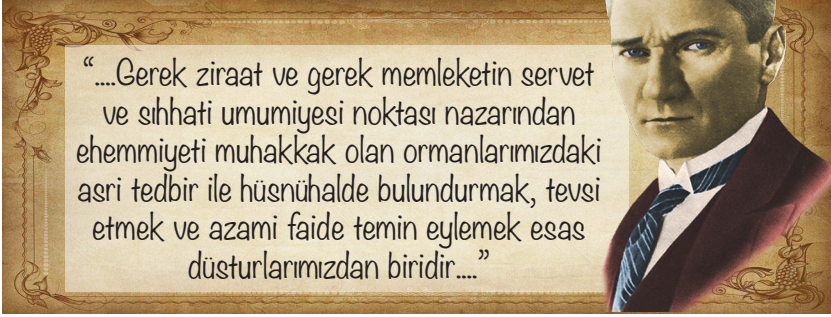 “....Gerek ziraat ve gerek memleketin servet
ve sıhhati umumiyesi noktası nazarından
ehemmiyeti muhakkak olan ormanlarımızdaki
asri tedbir ile hüsnühalde bulundurmak, tevsi
etmek ve azami faide temin eylemek esas
düsturlarımızdan biridir....”